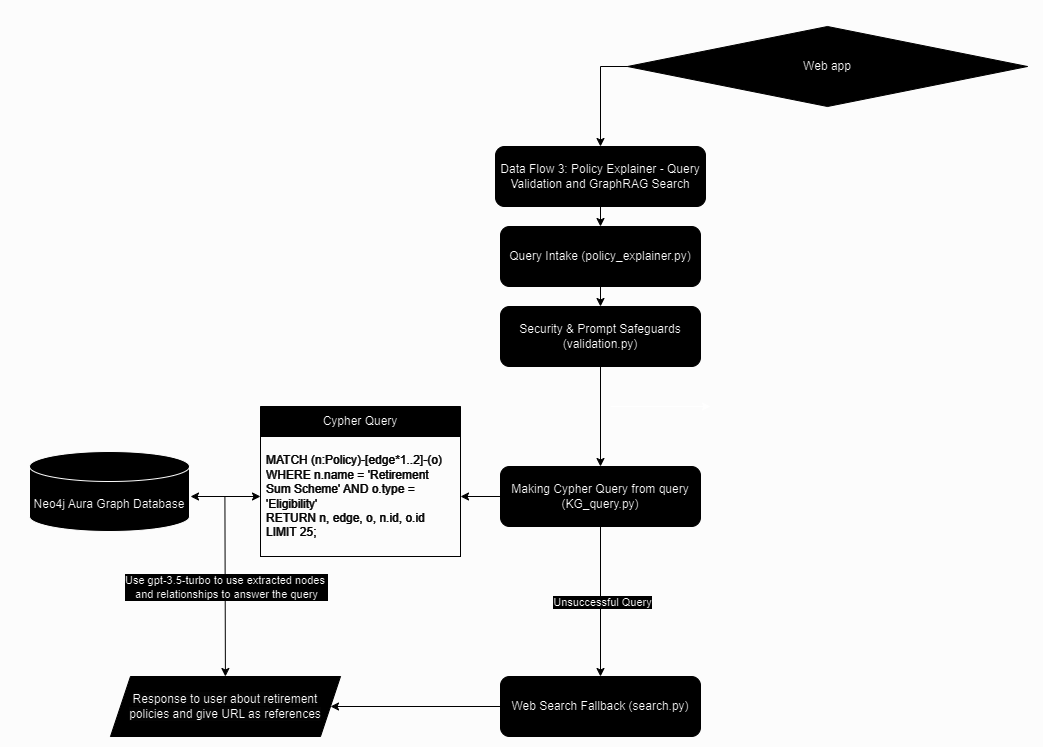 Web app
Data Flow 3: Policy Explainer - Query
Validation and GraphRAG Search
Query Intake (policy_explainer.py)
Security & Prompt Safeguards
(validation.py)
Cypher Query
MATCH (n:Policy)-[edge*1..2]-(o)
WHERE n.name = 'Retirement
Sum Scheme' AND o.type =
'Eligibility'
RETURN n, edge, o, n.id, o.id
LIMIT 25;
Neo4j Aura Graph Database
Making Cypher Query from query
(KG_query.py)
Use gpt-3.5-turbo to use extracted nodes
and relationships to answer the query
Unsuccessful Query
Response to user about retirement
policies and give URL as references
Web Search Fallback (search.py)